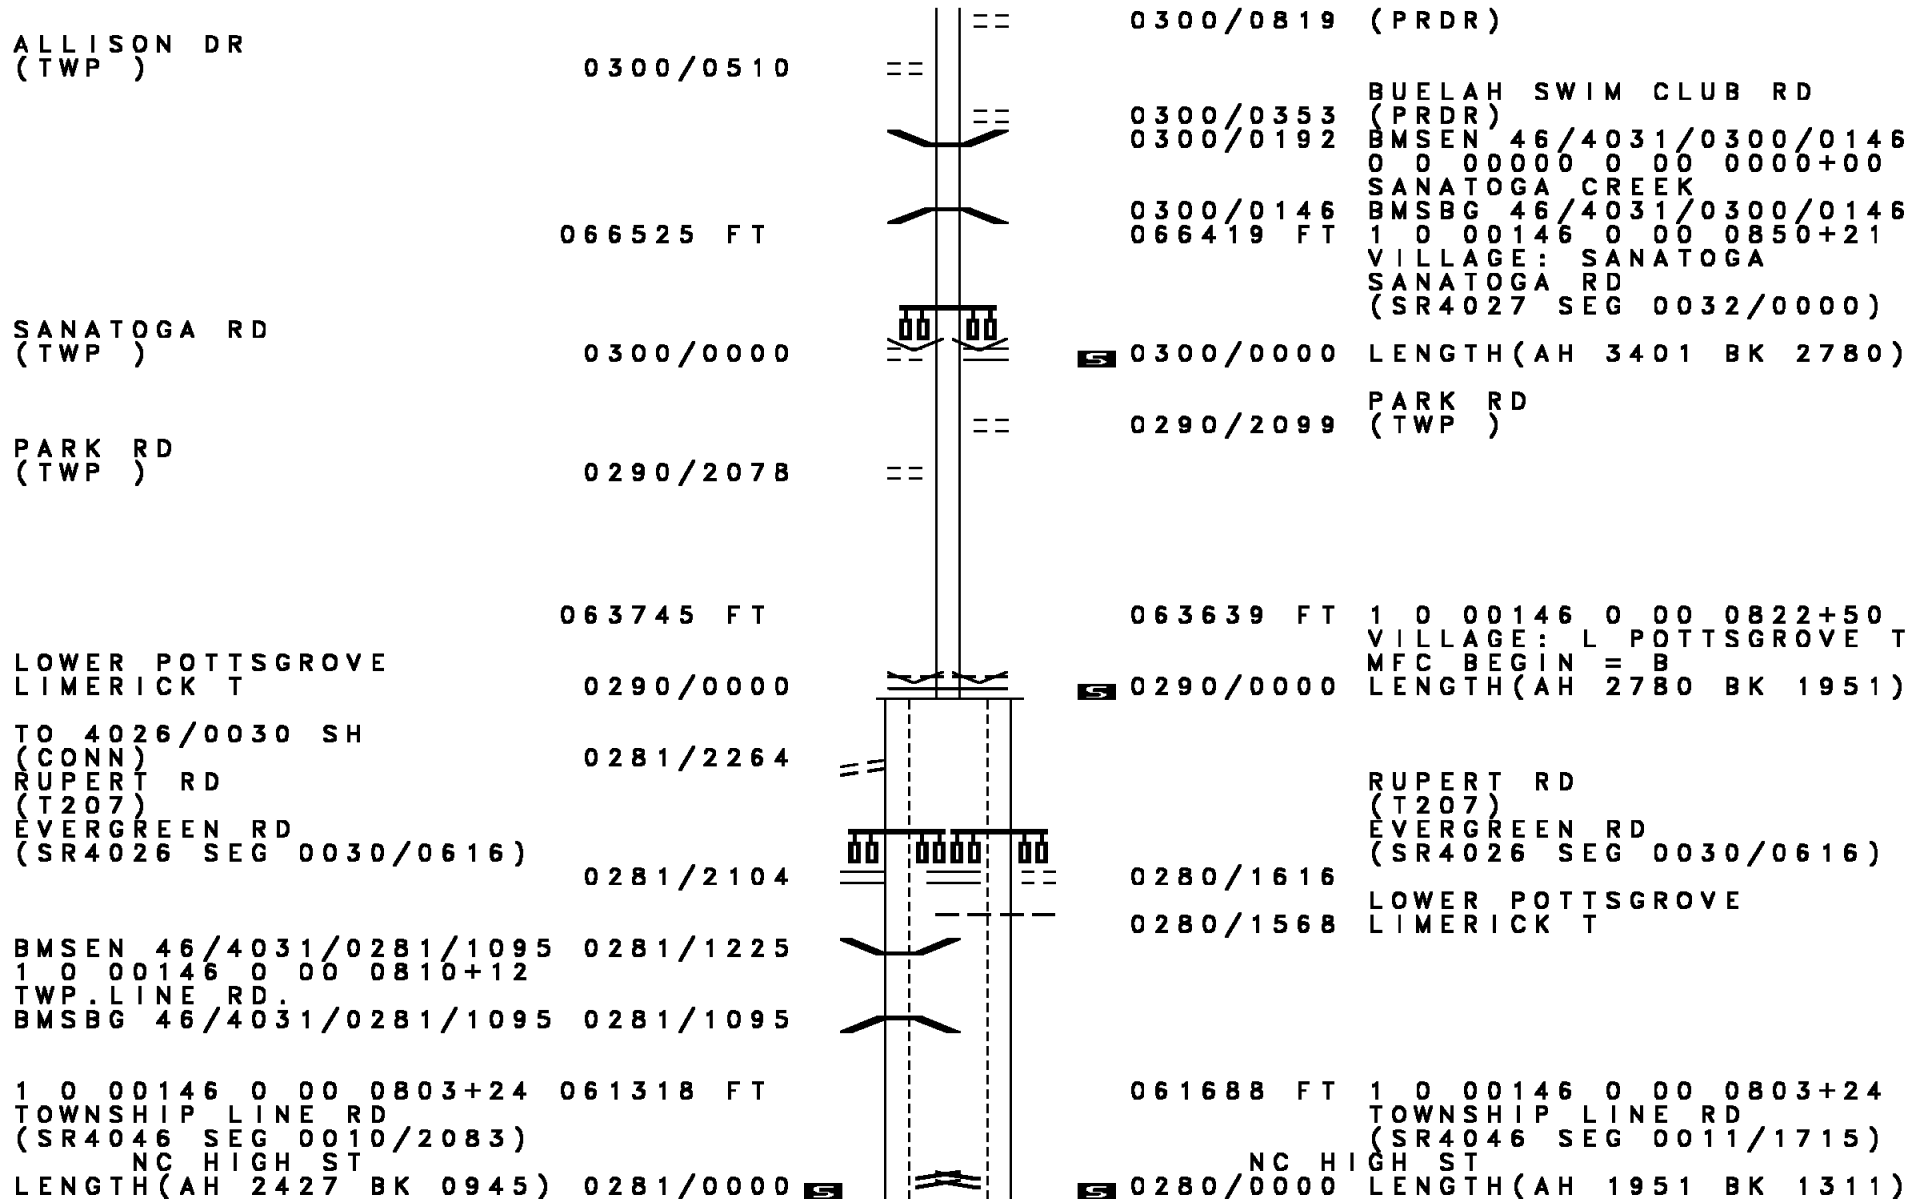 0300/0819 (PRDR)
ALLISON DR
(TWP ) 0300/0510
BUELAH SWIM CLUB RD
0300/0353 (PRDR)
0300/0192 BMSEN 46/4031/0300/0146
0 0 00000 0 00 0000+00
SANATOGA CREEK
0300/0146 BMSBG 46/4031/0300/0146
066525 FT 066419 FT 1 0 00146 0 00 0850+21
VILLAGE: SANATOGA
SANATOGA RD
(SR4027 SEG 0032/0000)
SANATOGA RD
(TWP ) 0300/0000 S 0300/0000 LENGTH(AH 3401 BK 2780)
PARK RD
0290/2099 (TWP )
PARK RD
(TWP ) 0290/2078
063745 FT 063639 FT 1 0 00146 0 00 0822+50
VILLAGE: L POTTSGROVE T
LOWER POTTSGROVE MFC BEGIN = B
LIMERICK T 0290/0000 S 0290/0000 LENGTH(AH 2780 BK 1951)
TO 4026/0030 SH
(CONN) 0281/2264
RUPERT RD RUPERT RD
(T207) (T207)
EVERGREEN RD EVERGREEN RD
(SR4026 SEG 0030/0616) (SR4026 SEG 0030/0616)
0281/2104 0280/1616
LOWER POTTSGROVE
0280/1568 LIMERICK T
BMSEN 46/4031/0281/1095 0281/1225
1 0 00146 0 00 0810+12
TWP.LINE RD.
BMSBG 46/4031/0281/1095 0281/1095
1 0 00146 0 00 0803+24 061318 FT 061688 FT 1 0 00146 0 00 0803+24
TOWNSHIP LINE RD TOWNSHIP LINE RD
(SR4046 SEG 0010/2083) (SR4046 SEG 0011/1715)
NC HIGH ST NC HIGH ST
LENGTH(AH 2427 BK 0945) 0281/0000 S S 0280/0000 LENGTH(AH 1951 BK 1311)